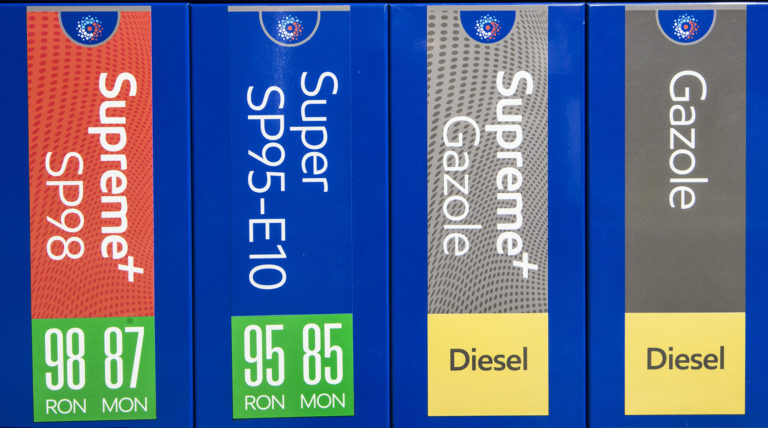 Supreme+
SP98
98 87
RON MON
Super
SP95-E10
95 85
RON MON
Supreme+
Gazole
Diesel
Gazole
Diesel